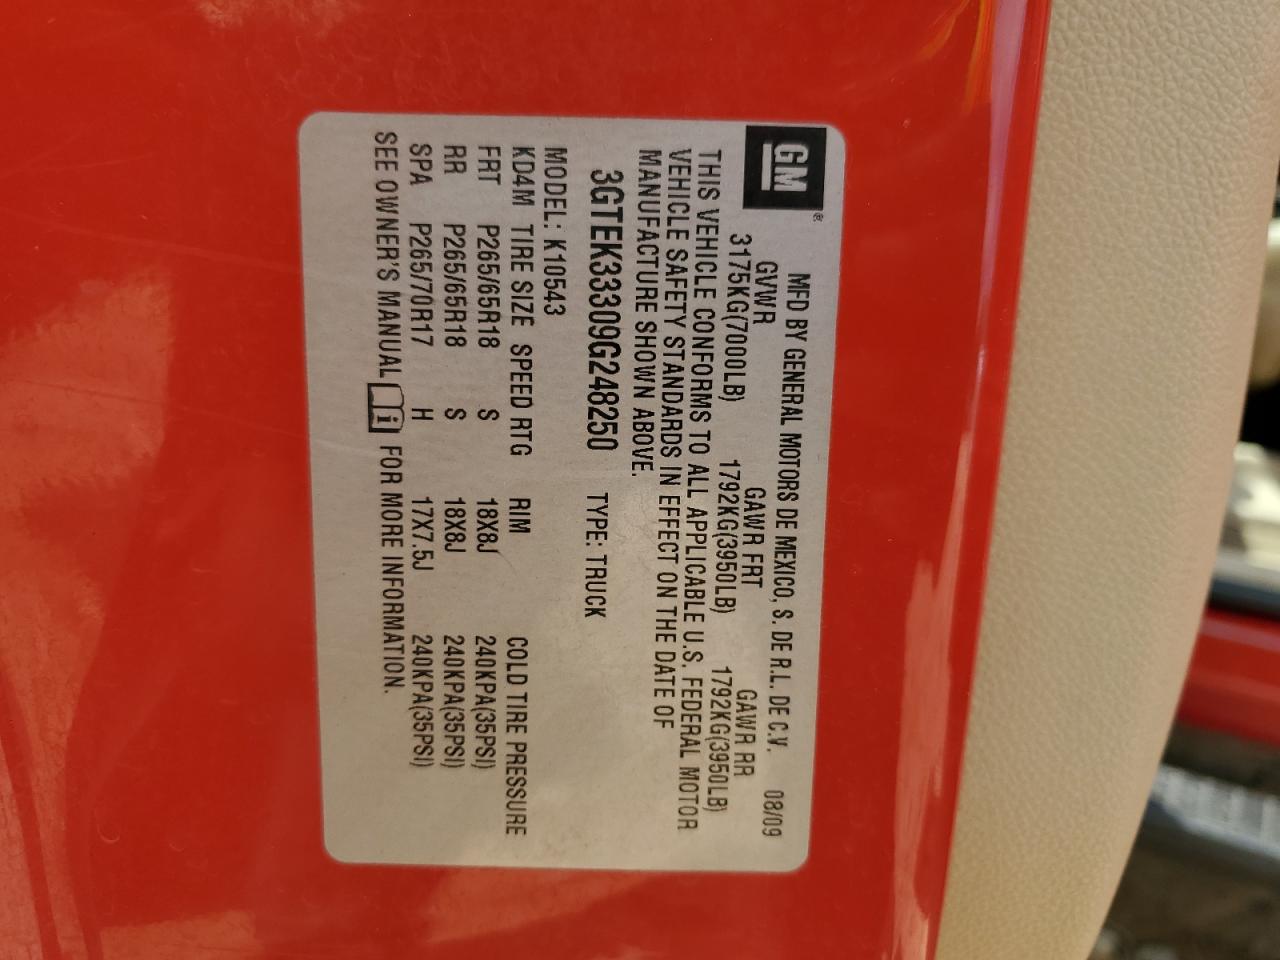 GM®
MFD BY GENERAL MOTORS DE MEXICO, S. DE R.L. DE C.V. 08/09
GVWR GAWR FRT GAWR RR
3175KG(7000LB) 1792KG(3950LB) 1792KG(3950LB)
THIS VEHICLE CONFORMS TO ALL APPLICABLE U.S. FEDERAL MOTOR
VEHICLE SAFETY STANDARDS IN EFFECT ON THE DATE OF
MANUFACTURE SHOWN ABOVE.
3GTEK33309G248250 TYPE: TRUCK
MODEL: K10543
KD4M TIRE SIZE SPEED RTG RIM COLD TIRE PRESSURE
FRT P265/65R18 S 18X8J 240KPA(35PSI)
RR P265/65R18 S 18X8J 240KPA(35PSI)
SPA P265/70R17 H 17X7.5J 240KPA(35PSI)
SEE OWNER'S MANUAL i FOR MORE INFORMATION.